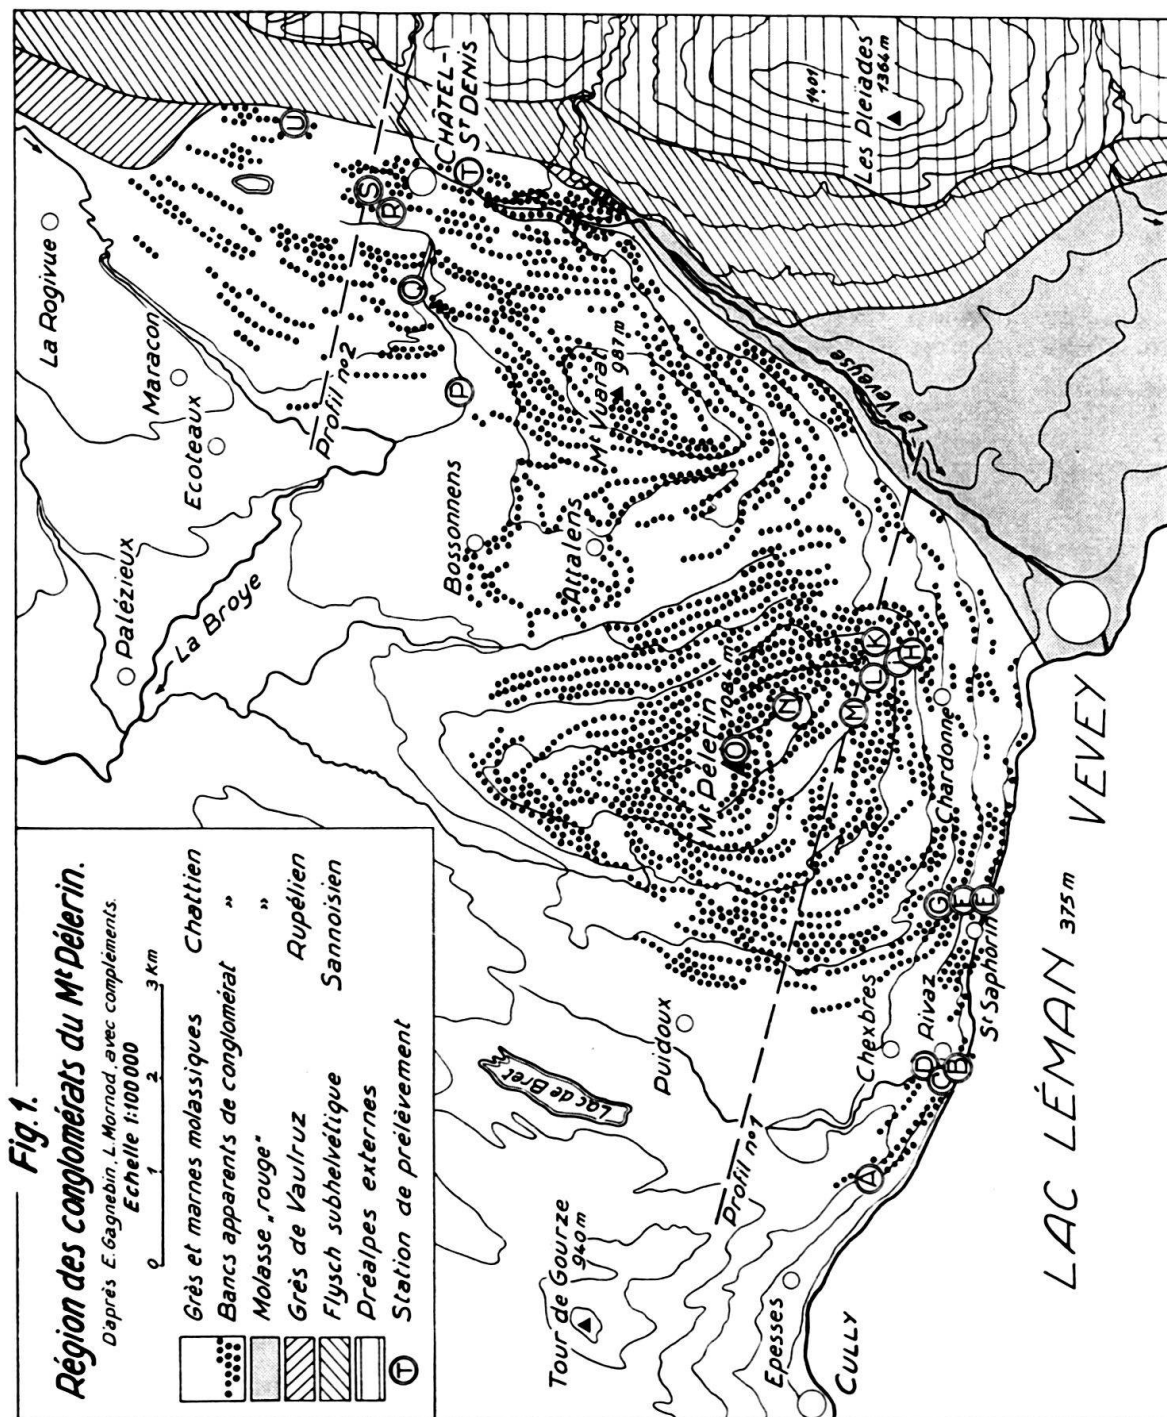 Fig. 1.
Région des conglomérats du Mt Pélerin.
D'après E. Gagnebin, L. Mornod, avec compléments.
Echelle 1:100 000
0 1 2 3 Km
Grès et marnes molassiques Chattien
Bancs apparents de conglomérat "
Molasse „rouge" "
Grès de Vaulruz Rupélien
Flysch subhelvétique Sannoisien
Préalpes externes
T Station de prélèvement
La Rogivue
Maracon
Ecoteaux
Palézieux
La Broye
Profil no 2
U
S
R
CHÂTEL-
ST DENIS
T
Q
P
Bossonnens
Attalens
Mt Vuarat
987 m
Les Pleiades
1401
1364 m
La Veveyse
Mt Pèlerin
O
N
M
L
K
I
H
Chardonne
VEVEY
G
F
E
St Saphorin
Rivaz
D
C
B
Chexbres
Puidoux
Lac de Bret
A
Profil no 1
Tour de Gourze
940 m
Epesses
CULLY
LAC LÉMAN 375 m